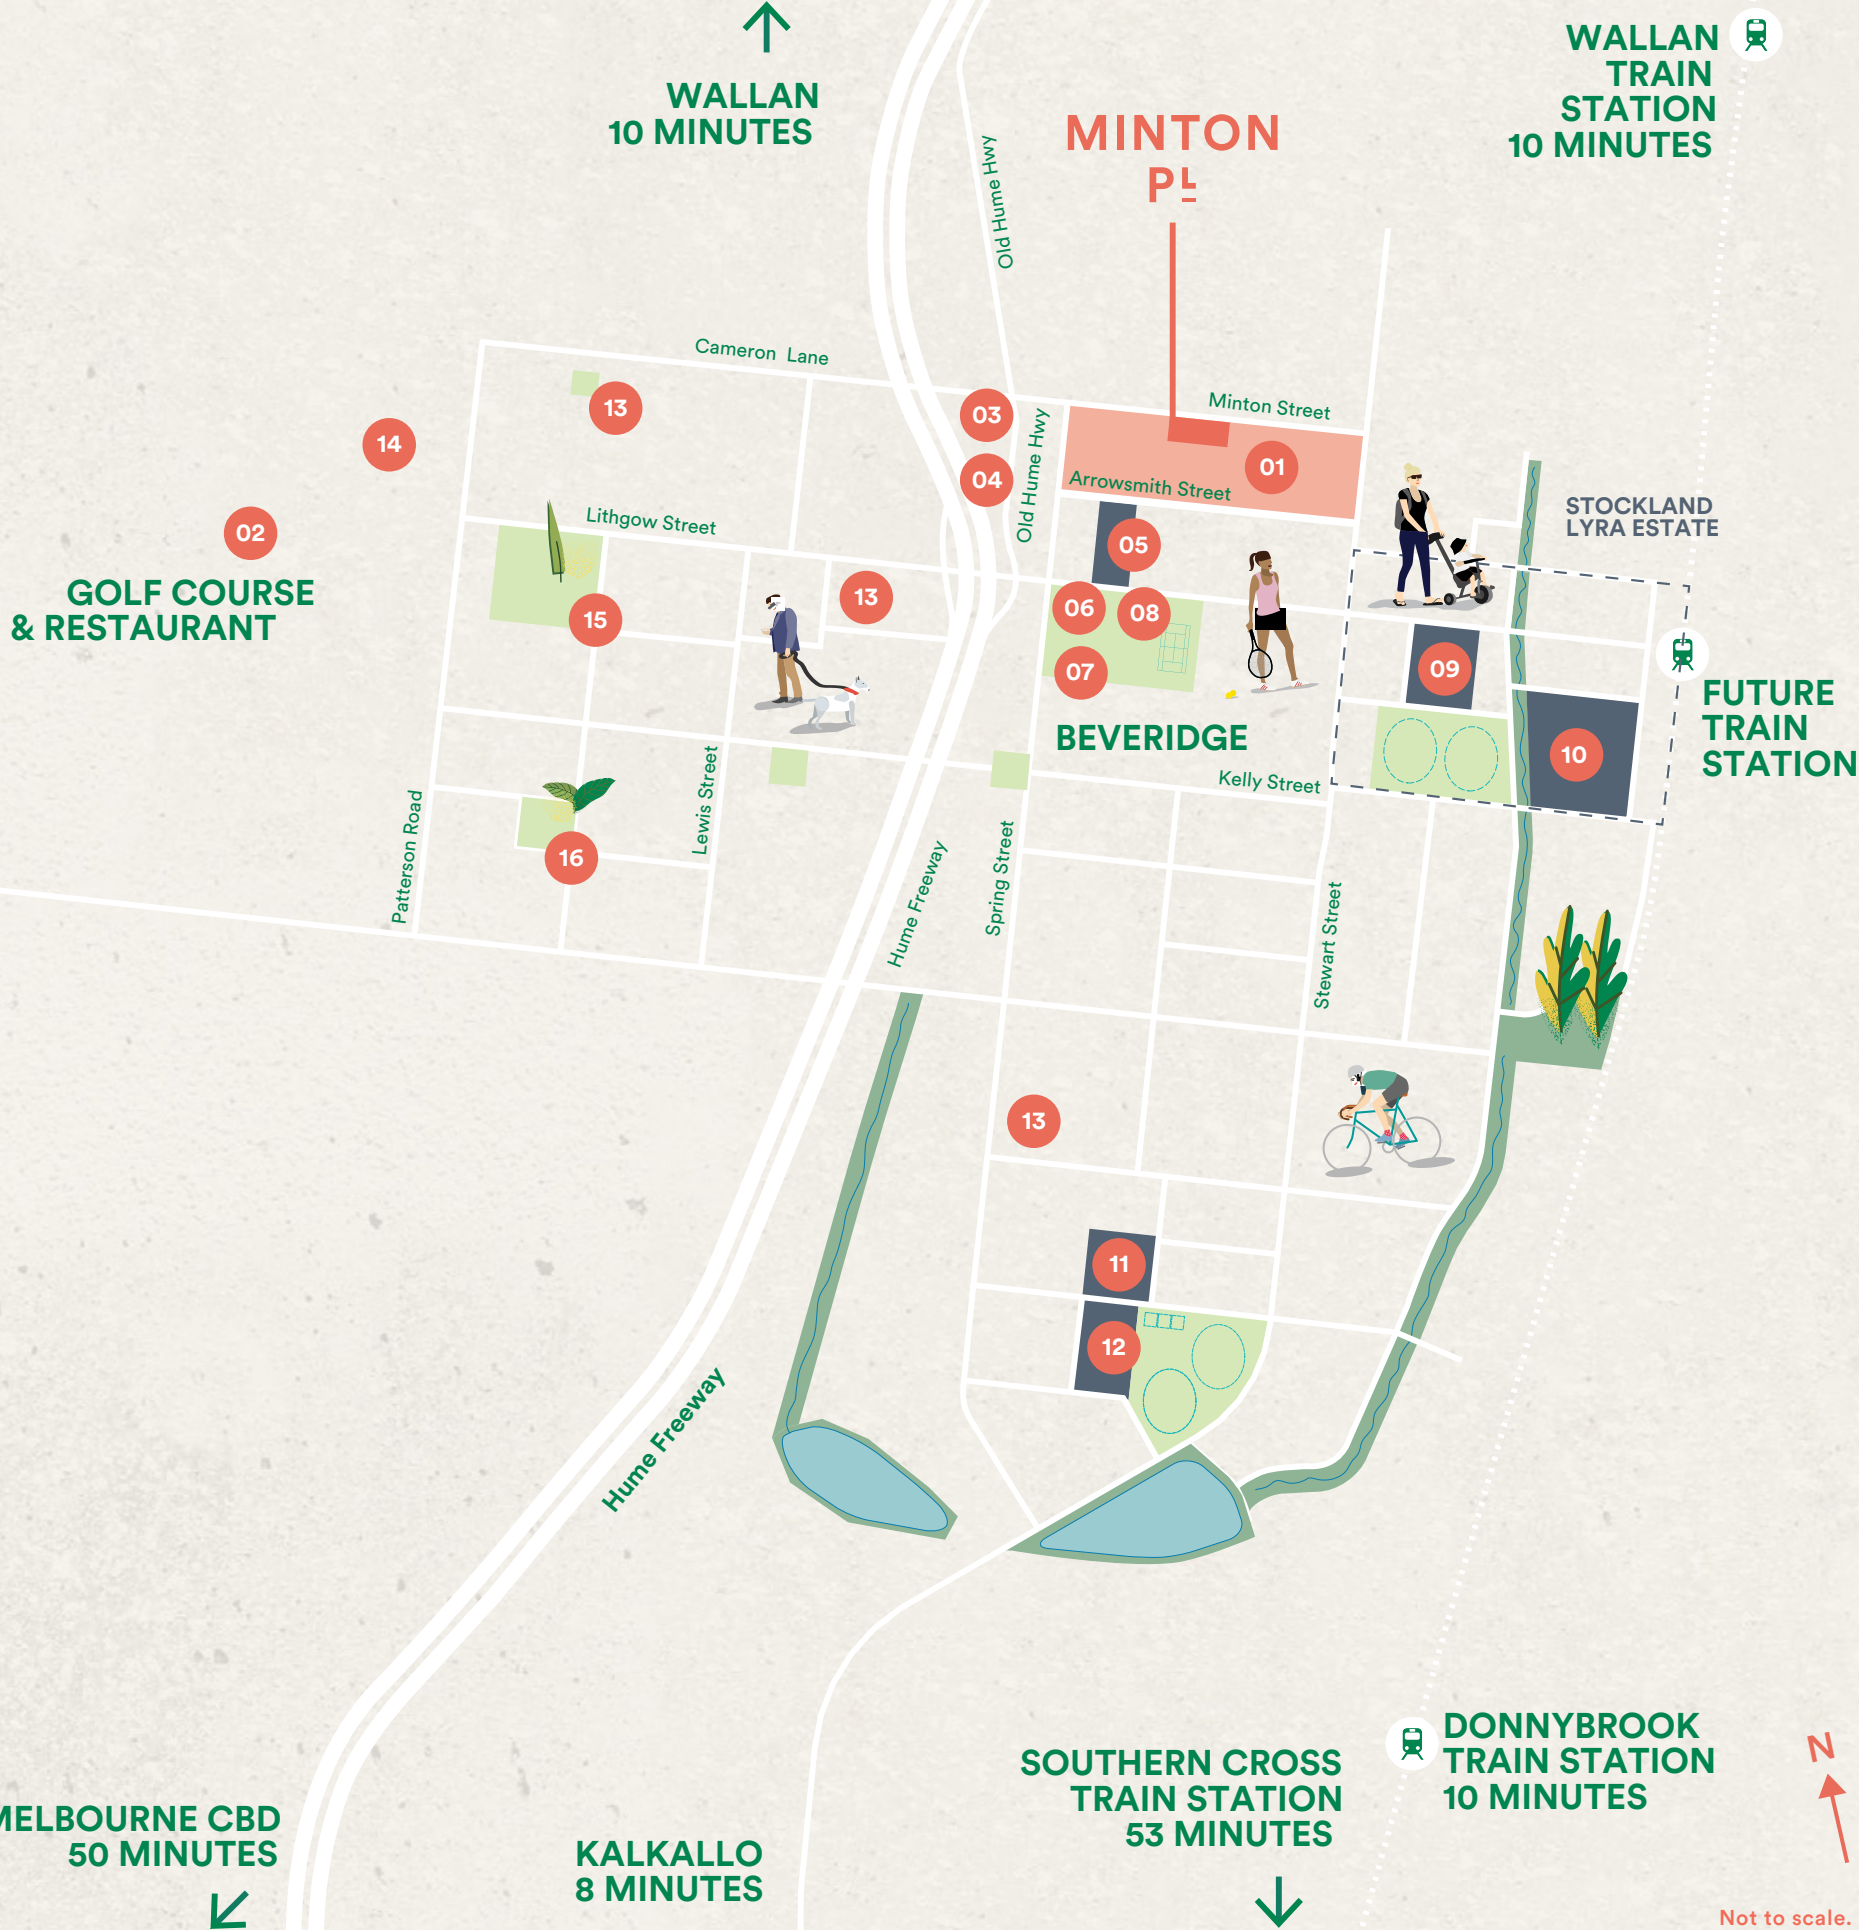 WALLAN
10 MINUTES
WALLAN
TRAIN
STATION
10 MINUTES
MINTON
PL
Old Hume Hwy
Cameron Lane
Minton Street
13
03
14
01
04
Old Hume Hwy
Arrowsmith Street
STOCKLAND
LYRA ESTATE
Lithgow Street
02
05
GOLF COURSE
& RESTAURANT
13
06
08
15
07
09
FUTURE
TRAIN
STATION
BEVERIDGE
10
Kelly Street
Lewis Street
Patterson Road
16
Hume Freeway
Spring Street
Stewart Street
13
11
12
Hume Freeway
DONNYBROOK
TRAIN STATION
10 MINUTES
SOUTHERN CROSS
TRAIN STATION
53 MINUTES
N
MELBOURNE CBD
50 MINUTES
KALKALLO
8 MINUTES
Not to scale.